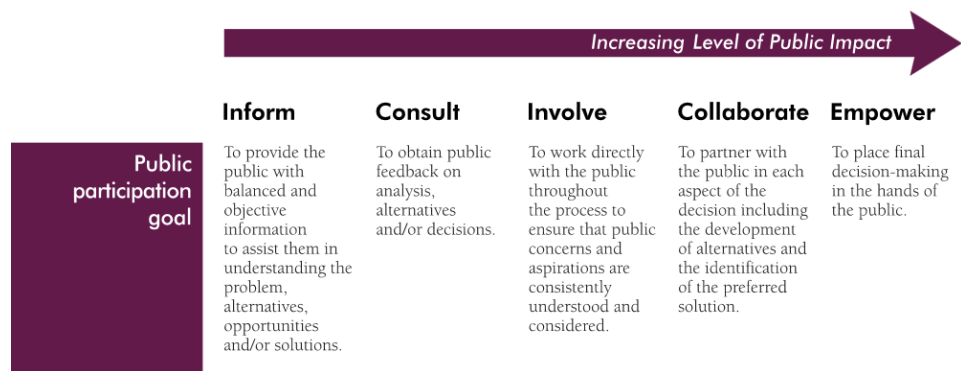 Increasing Level of Public Impact
Inform
Consult
Involve
Collaborate
Empower
Public
participation
goal
To provide the
public with
balanced and
objective
information
to assist them in
understanding the
problem,
alternatives,
opportunities
and/or solutions.
To obtain public
feedback on
analysis,
alternatives
and/or decisions.
To work directly
with the public
throughout
the process to
ensure that public
concerns and
aspirations are
consistently
understood and
considered.
To partner with
the public in each
aspect of the
decision including
the development
of alternatives and
the identification
of the preferred
solution.
To place final
decision-making
in the hands of
the public.